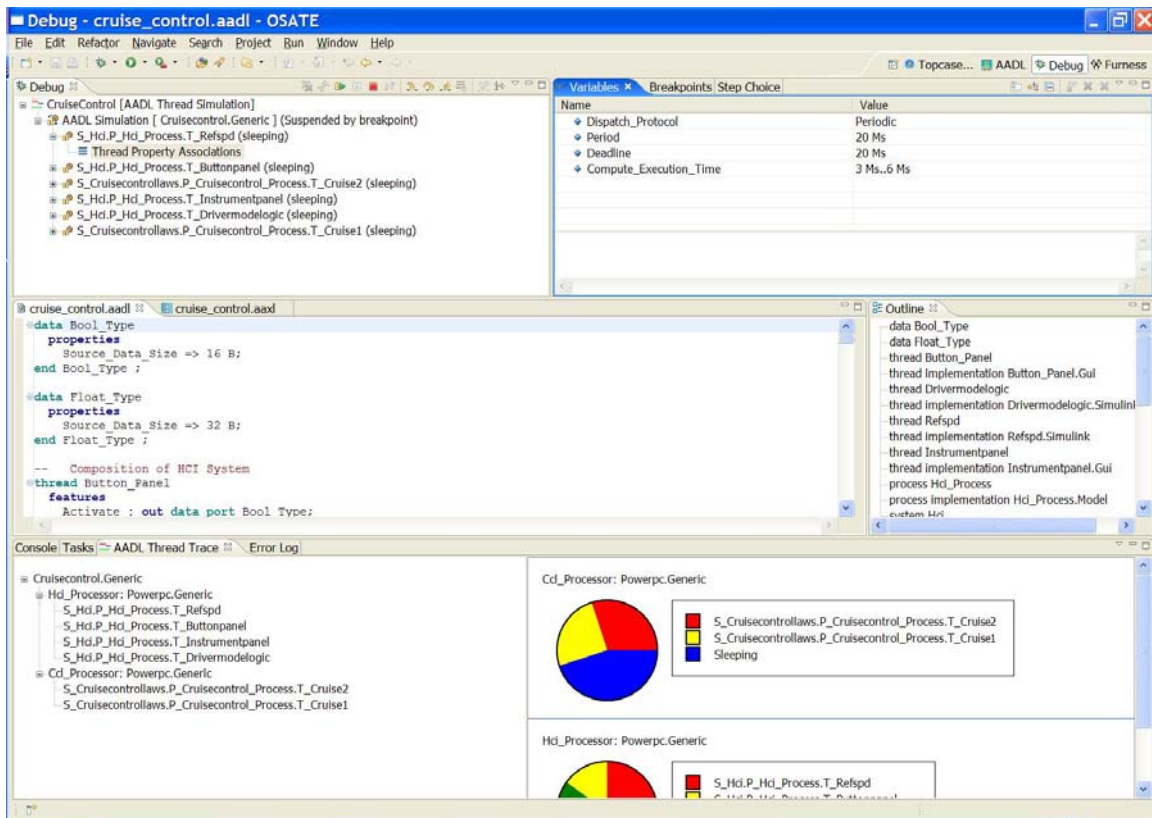 Debug - cruise_control.aadl - OSATE
File Edit Refactor Navigate Search Project Run Window Help
Topcase... AADL Debug Furness
Debug
CruiseControl [AADL Thread Simulation]
AADL Simulation [ Cruisecontrol.Generic ] (Suspended by breakpoint)
S_Hci.P_Hci_Process.T_Refspd (sleeping)
Thread Property Associations
S_Hci.P_Hci_Process.T_Buttonpanel (sleeping)
S_Cruisecontrollaws.P_Cruisecontrol_Process.T_Cruise2 (sleeping)
S_Hci.P_Hci_Process.T_Instrumentpanel (sleeping)
S_Hci.P_Hci_Process.T_Drivermodelogic (sleeping)
S_Cruisecontrollaws.P_Cruisecontrol_Process.T_Cruise1 (sleeping)
Variables Breakpoints Step Choice
Name Value
Dispatch_Protocol Periodic
Period 20 Ms
Deadline 20 Ms
Compute_Execution_Time 3 Ms..6 Ms
cruise_control.aadl cruise_control.aaxl
data Bool_Type
properties
Source_Data_Size => 16 B;
end Bool_Type ;
data Float_Type
properties
Source_Data_Size => 32 B;
end Float_Type ;
-- Composition of HCI System
thread Button_Panel
features
Activate : out data port Bool_Type;
Outline
data Bool_Type
data Float_Type
thread Button_Panel
thread implementation Button_Panel.Gui
thread Drivermodelogic
thread implementation Drivermodelogic.Simulink
thread Refspd
thread implementation Refspd.Simulink
thread Instrumentpanel
thread implementation Instrumentpanel.Gui
process Hci_Process
process implementation Hci_Process.Model
system Hci
Console Tasks AADL Thread Trace Error Log
Cruisecontrol.Generic
Hci_Processor: Powerpc.Generic
S_Hci.P_Hci_Process.T_Refspd
S_Hci.P_Hci_Process.T_Buttonpanel
S_Hci.P_Hci_Process.T_Instrumentpanel
S_Hci.P_Hci_Process.T_Drivermodelogic
Ccl_Processor: Powerpc.Generic
S_Cruisecontrollaws.P_Cruisecontrol_Process.T_Cruise2
S_Cruisecontrollaws.P_Cruisecontrol_Process.T_Cruise1
Ccl_Processor: Powerpc.Generic
S_Cruisecontrollaws.P_Cruisecontrol_Process.T_Cruise2
S_Cruisecontrollaws.P_Cruisecontrol_Process.T_Cruise1
Sleeping
Hci_Processor: Powerpc.Generic
S_Hci.P_Hci_Process.T_Refspd